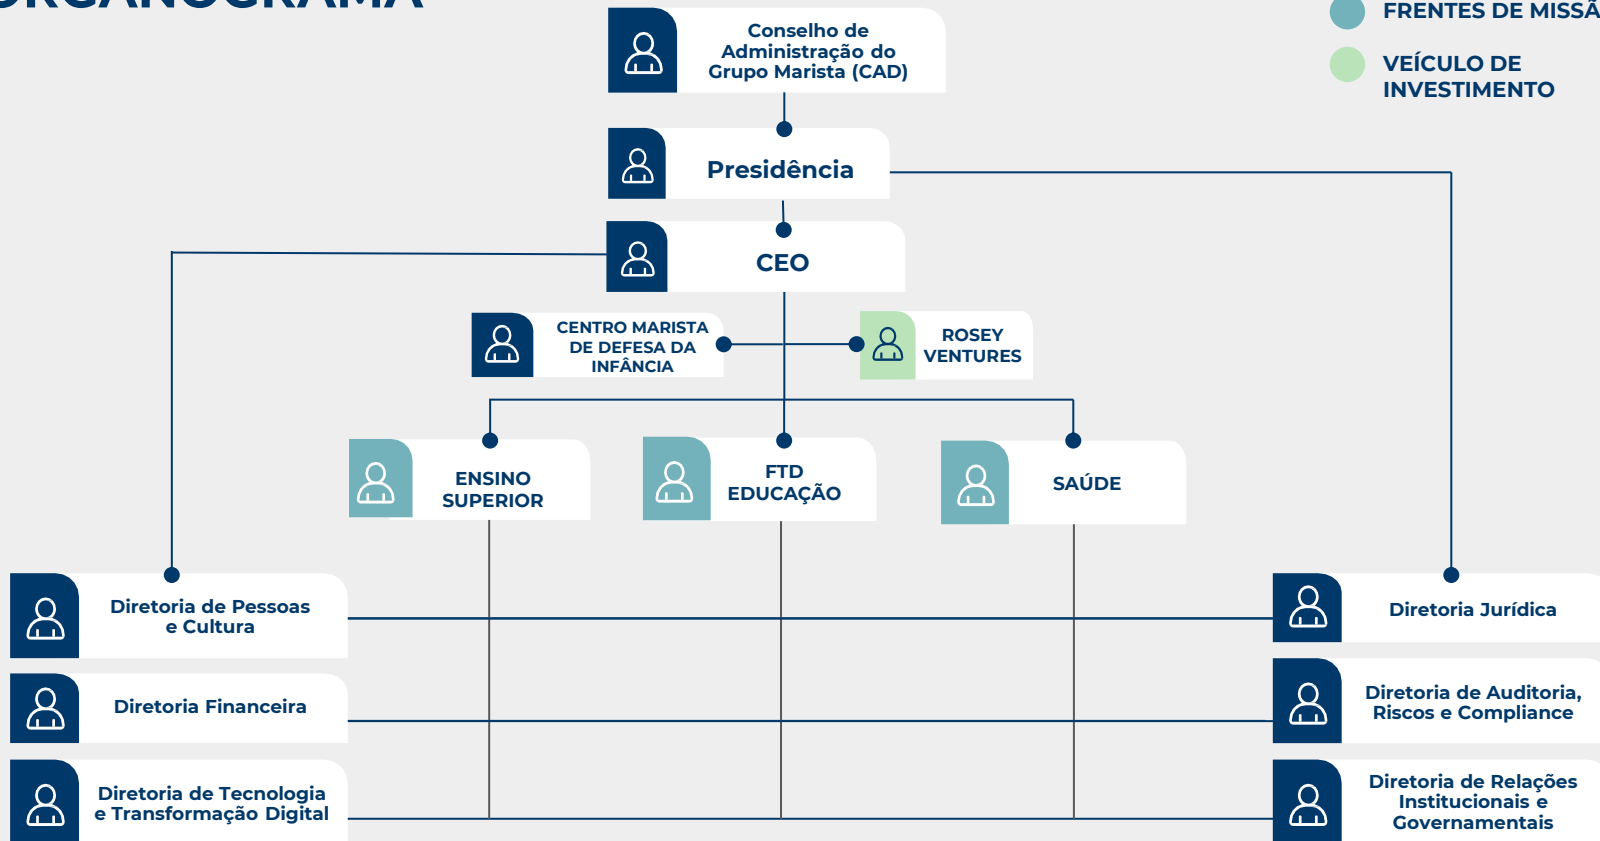 ORGANOGRAMA
FRENTES DE MISSÃ
VEÍCULO DE
INVESTIMENTO
Conselho de
Administração do
Grupo Marista (CAD)
Presidência
CEO
CENTRO MARISTA
DE DEFESA DA
INFÂNCIA
ROSEY
VENTURES
ENSINO
SUPERIOR
FTD
EDUCAÇÃO
SAÚDE
Diretoria de Pessoas
e Cultura
Diretoria Jurídica
Diretoria Financeira
Diretoria de Auditoria,
Riscos e Compliance
Diretoria de Tecnologia
e Transformação Digital
Diretoria de Relações
Institucionais e
Governamentais